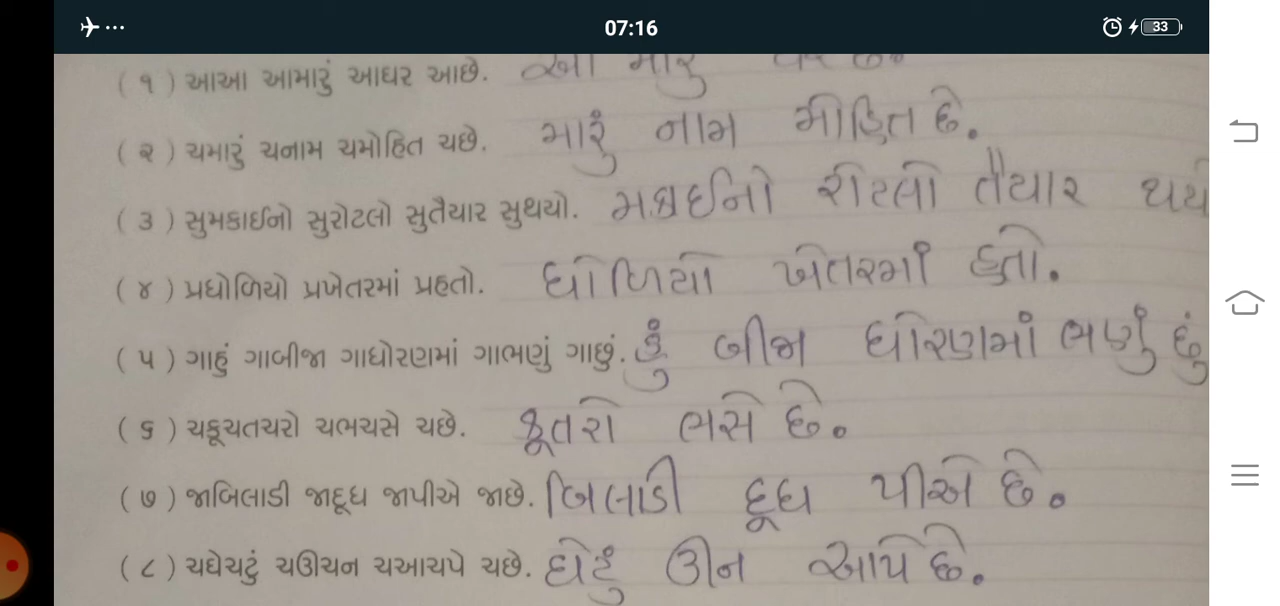 07:16 33
(૧) આઆ આમારું આઘર આછે. આ મારું ઘર છે.
(૨) ચમારું ચનામ ચમોહિત ચછે. મારું નામ મોહિત છે.
(૩) સુમકાઈનો સુરોટલો સુતૈયાર સુથયો. મકાઈનો રોટલો તૈયાર થયો
(૪) પ્રધોળિયો પ્રખેતરમાં પ્રહતો. ધોળિયો ખેતરમાં હતો.
(૫) ગાહું ગાબીજા ગાધોરણમાં ગાભણું ગાછું. હું બીજા ધોરણમાં ભણું છું
(૬) ચકૂચતચરો ચભચસે ચછે. કૂતરો ભસે છે.
(૭) જાબિલાડી જાદૂધ જાપીએ જાછે. બિલાડી દૂધ પીએ છે.
(૮) ચઘેચટું ચઊચન ચઆચપે ચછે. ઘેટું ઊન આપે છે.